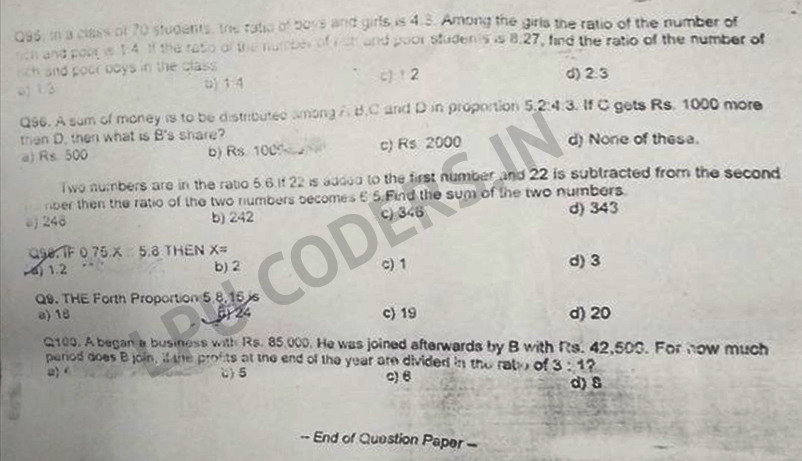 Q95. In a class of 70 students, the ratio of boys and girls is 4:3. Among the girls the ratio of the number of
rich and poor is 1:4. If the ratio of the number of rich and poor students is 8:27, find the ratio of the number of
rich and poor boys in the class
a) 1:3 b) 1:4 c) 1:2 d) 2:3
Q96. A sum of money is to be distributed among A, B,C and D in proportion 5:2:4:3. If C gets Rs. 1000 more
than D, then what is B's share?
a) Rs. 500 b) Rs. c) Rs. 2000 d) None of these.
Two numbers are in the ratio 5:6.If 22 is added to the first number and 22 is subtracted from the second
then the ratio of the two numbers becomes 6:5.Find the sum of the two numbers.
a) 248 b) 242 c) 346 d) 343
Q98. IF 0.75:X :: 5:8 THEN X=
a) 1.2 b) 2 c) 1 d) 3
Q9. THE Forth Proportion 5,8,15 is
a) 18 b) 24 c) 19 d) 20
Q100. A began a business with Rs. 85,000. He was joined afterwards by B with Rs. 42,500. For how much
period does B join, if the profits at the end of the year are divided in the ratio of 3 : 1?
a) b) 5 c) 6 d) 8
-- End of Question Paper --
LPU CODERS.IN